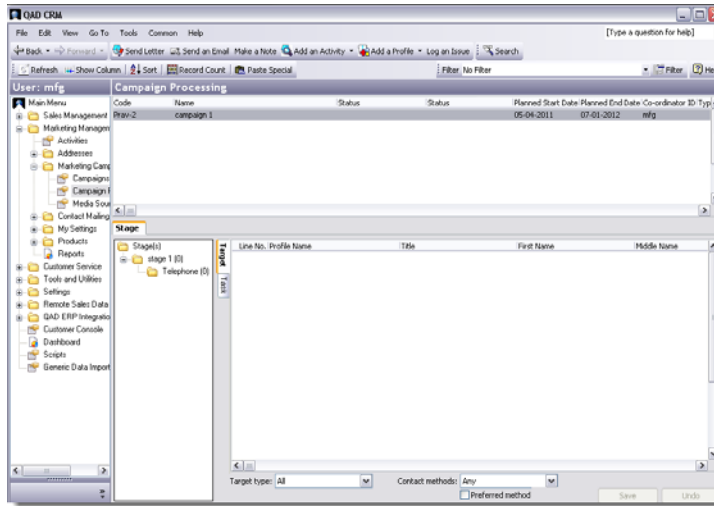 QAD CRM
File Edit View Go To Tools Common Help [Type a question for help]
Back Forward Send Letter Send an Email Make a Note Add an Activity Add a Profile Log an Issue Search
Refresh Show Column Sort Record Count Paste Special Filter No Filter Filter He
User: mfg Campaign Processing
Main Menu Code Name Status Status Planned Start Date Planned End Date Co-ordinator ID Typ
Sales Management Prav-2 campaign 1 05-04-2011 07-01-2012 mfg
Marketing Managem
Activities
Addresses
Marketing Camp
Campaigns
Campaign P
Media Sour
Contact Mailing
My Settings Stage
Products Stage(s) Target Line No. Profile Name Title First Name Middle Name
Reports stage 1 (0)
Customer Service Telephone (0)
Tools and Utilities Task
Settings
Remote Sales Data
QAD ERP Integratio
Customer Console
Dashboard
Scripts
Generic Data Import
Target type: All Contact methods: Any
Preferred method Save Undo